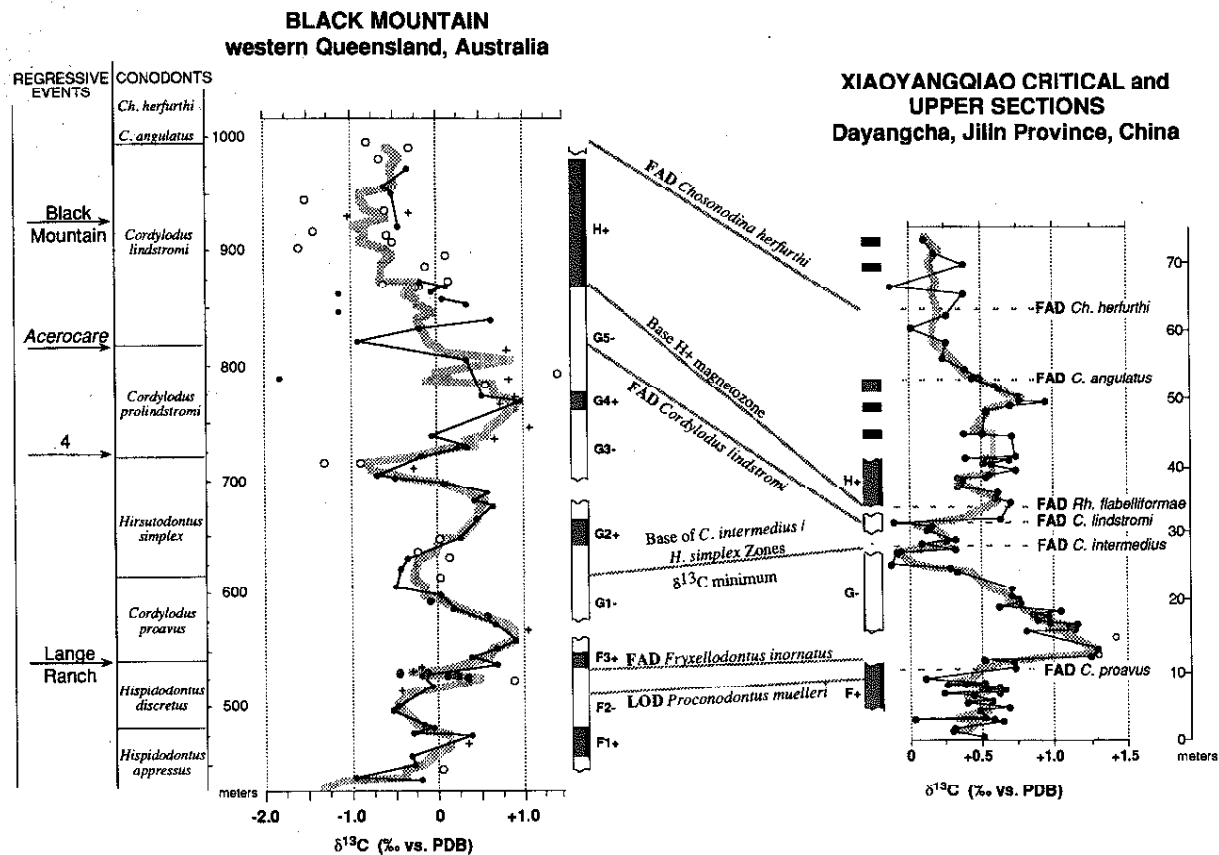 BLACK MOUNTAIN
western Queensland, Australia
XIAOYANGQIAO CRITICAL and
UPPER SECTIONS
Dayangcha, Jilin Province, China
REGRESSIVE
EVENTS
CONODONTS
Ch. herfurthi
C. angulatus
Cordylodus
lindstromi
Cordylodus
prolindstromi
Hirsutodontus
simplex
Cordylodus
proavus
Hispidodontus
discretus
Hispidodontus
appressus
Black
Mountain
Acerocare
4
Lange
Ranch
1000
900
800
700
600
500
meters
-2.0
-1.0
0
+1.0
δ13C (‰ vs. PDB)
H+
G5-
G4+
G3-
G2+
G1-
F3+
F2-
F1+
FAD Chosonodina herfurthi
Base H+ magnetozone
FAD Cordylodus lindstromi
Base of C. intermedius /
H. simplex Zones
δ13C minimum
FAD Fryxellodontus inornatus
LOD Proconodontus muelleri
H+
G-
F+
FAD Ch. herfurthi
FAD C. angulatus
FAD Rh. flabelliformae
FAD C. lindstromi
FAD C. intermedius
FAD C. proavus
70
60
50
40
30
20
10
0
meters
0
+0.5
+1.0
+1.5
δ13C (‰ vs. PDB)